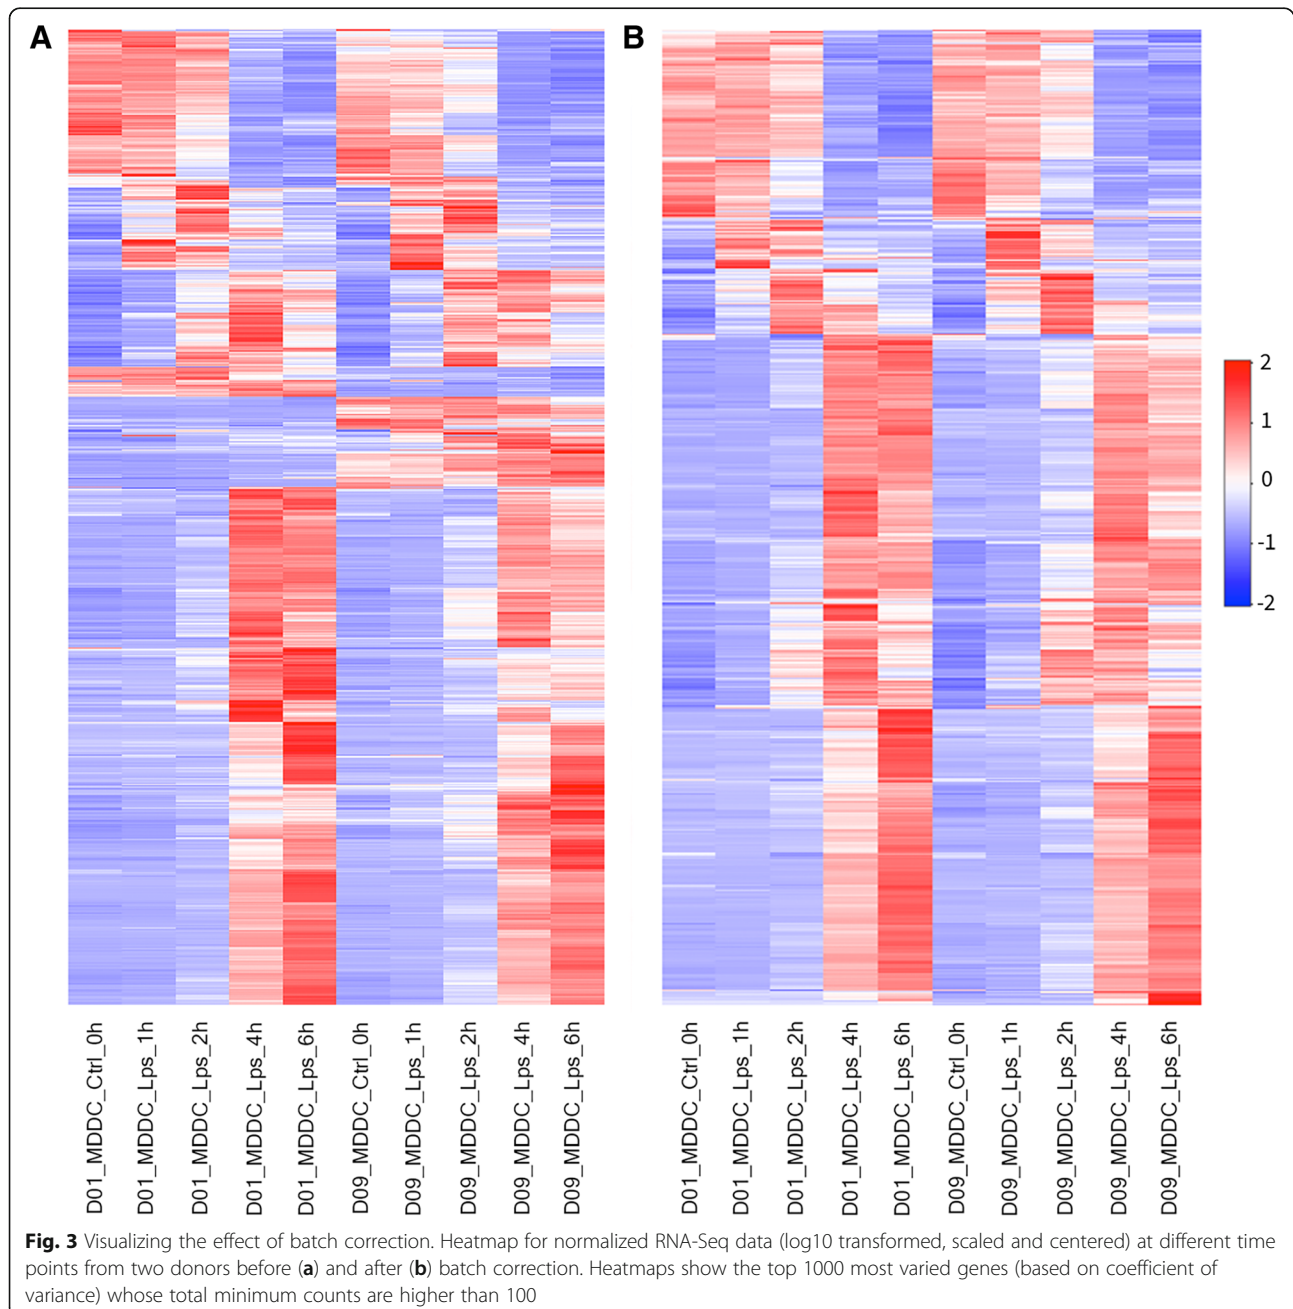 A
B
2
1
0
-1
-2
D01_MDDC_Ctrl_0h
D01_MDDC_Lps_1h
D01_MDDC_Lps_2h
D01_MDDC_Lps_4h
D01_MDDC_Lps_6h
D09_MDDC_Ctrl_0h
D09_MDDC_Lps_1h
D09_MDDC_Lps_2h
D09_MDDC_Lps_4h
D09_MDDC_Lps_6h
D01_MDDC_Ctrl_0h
D01_MDDC_Lps_1h
D01_MDDC_Lps_2h
D01_MDDC_Lps_4h
D01_MDDC_Lps_6h
D09_MDDC_Ctrl_0h
D09_MDDC_Lps_1h
D09_MDDC_Lps_2h
D09_MDDC_Lps_4h
D09_MDDC_Lps_6h
Fig. 3 Visualizing the effect of batch correction. Heatmap for normalized RNA-Seq data (log10 transformed, scaled and centered) at different time
points from two donors before (a) and after (b) batch correction. Heatmaps show the top 1000 most varied genes (based on coefficient of
variance) whose total minimum counts are higher than 100